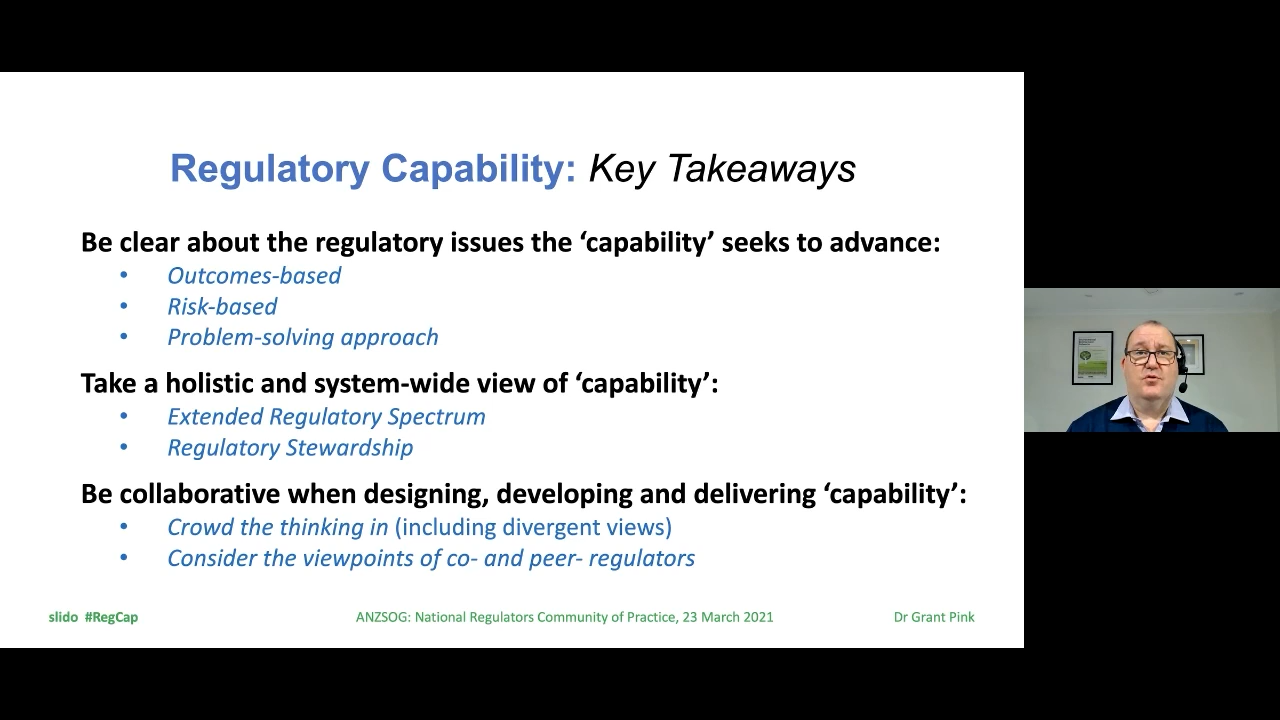 Regulatory Capability: Key Takeaways
Be clear about the regulatory issues the ‘capability’ seeks to advance:
• Outcomes-based
• Risk-based
• Problem-solving approach
Take a holistic and system-wide view of ‘capability’:
• Extended Regulatory Spectrum
• Regulatory Stewardship
Be collaborative when designing, developing and delivering ‘capability’:
• Crowd the thinking in (including divergent views)
• Consider the viewpoints of co- and peer- regulators
slido #RegCap
ANZSOG: National Regulators Community of Practice, 23 March 2021
Dr Grant Pink